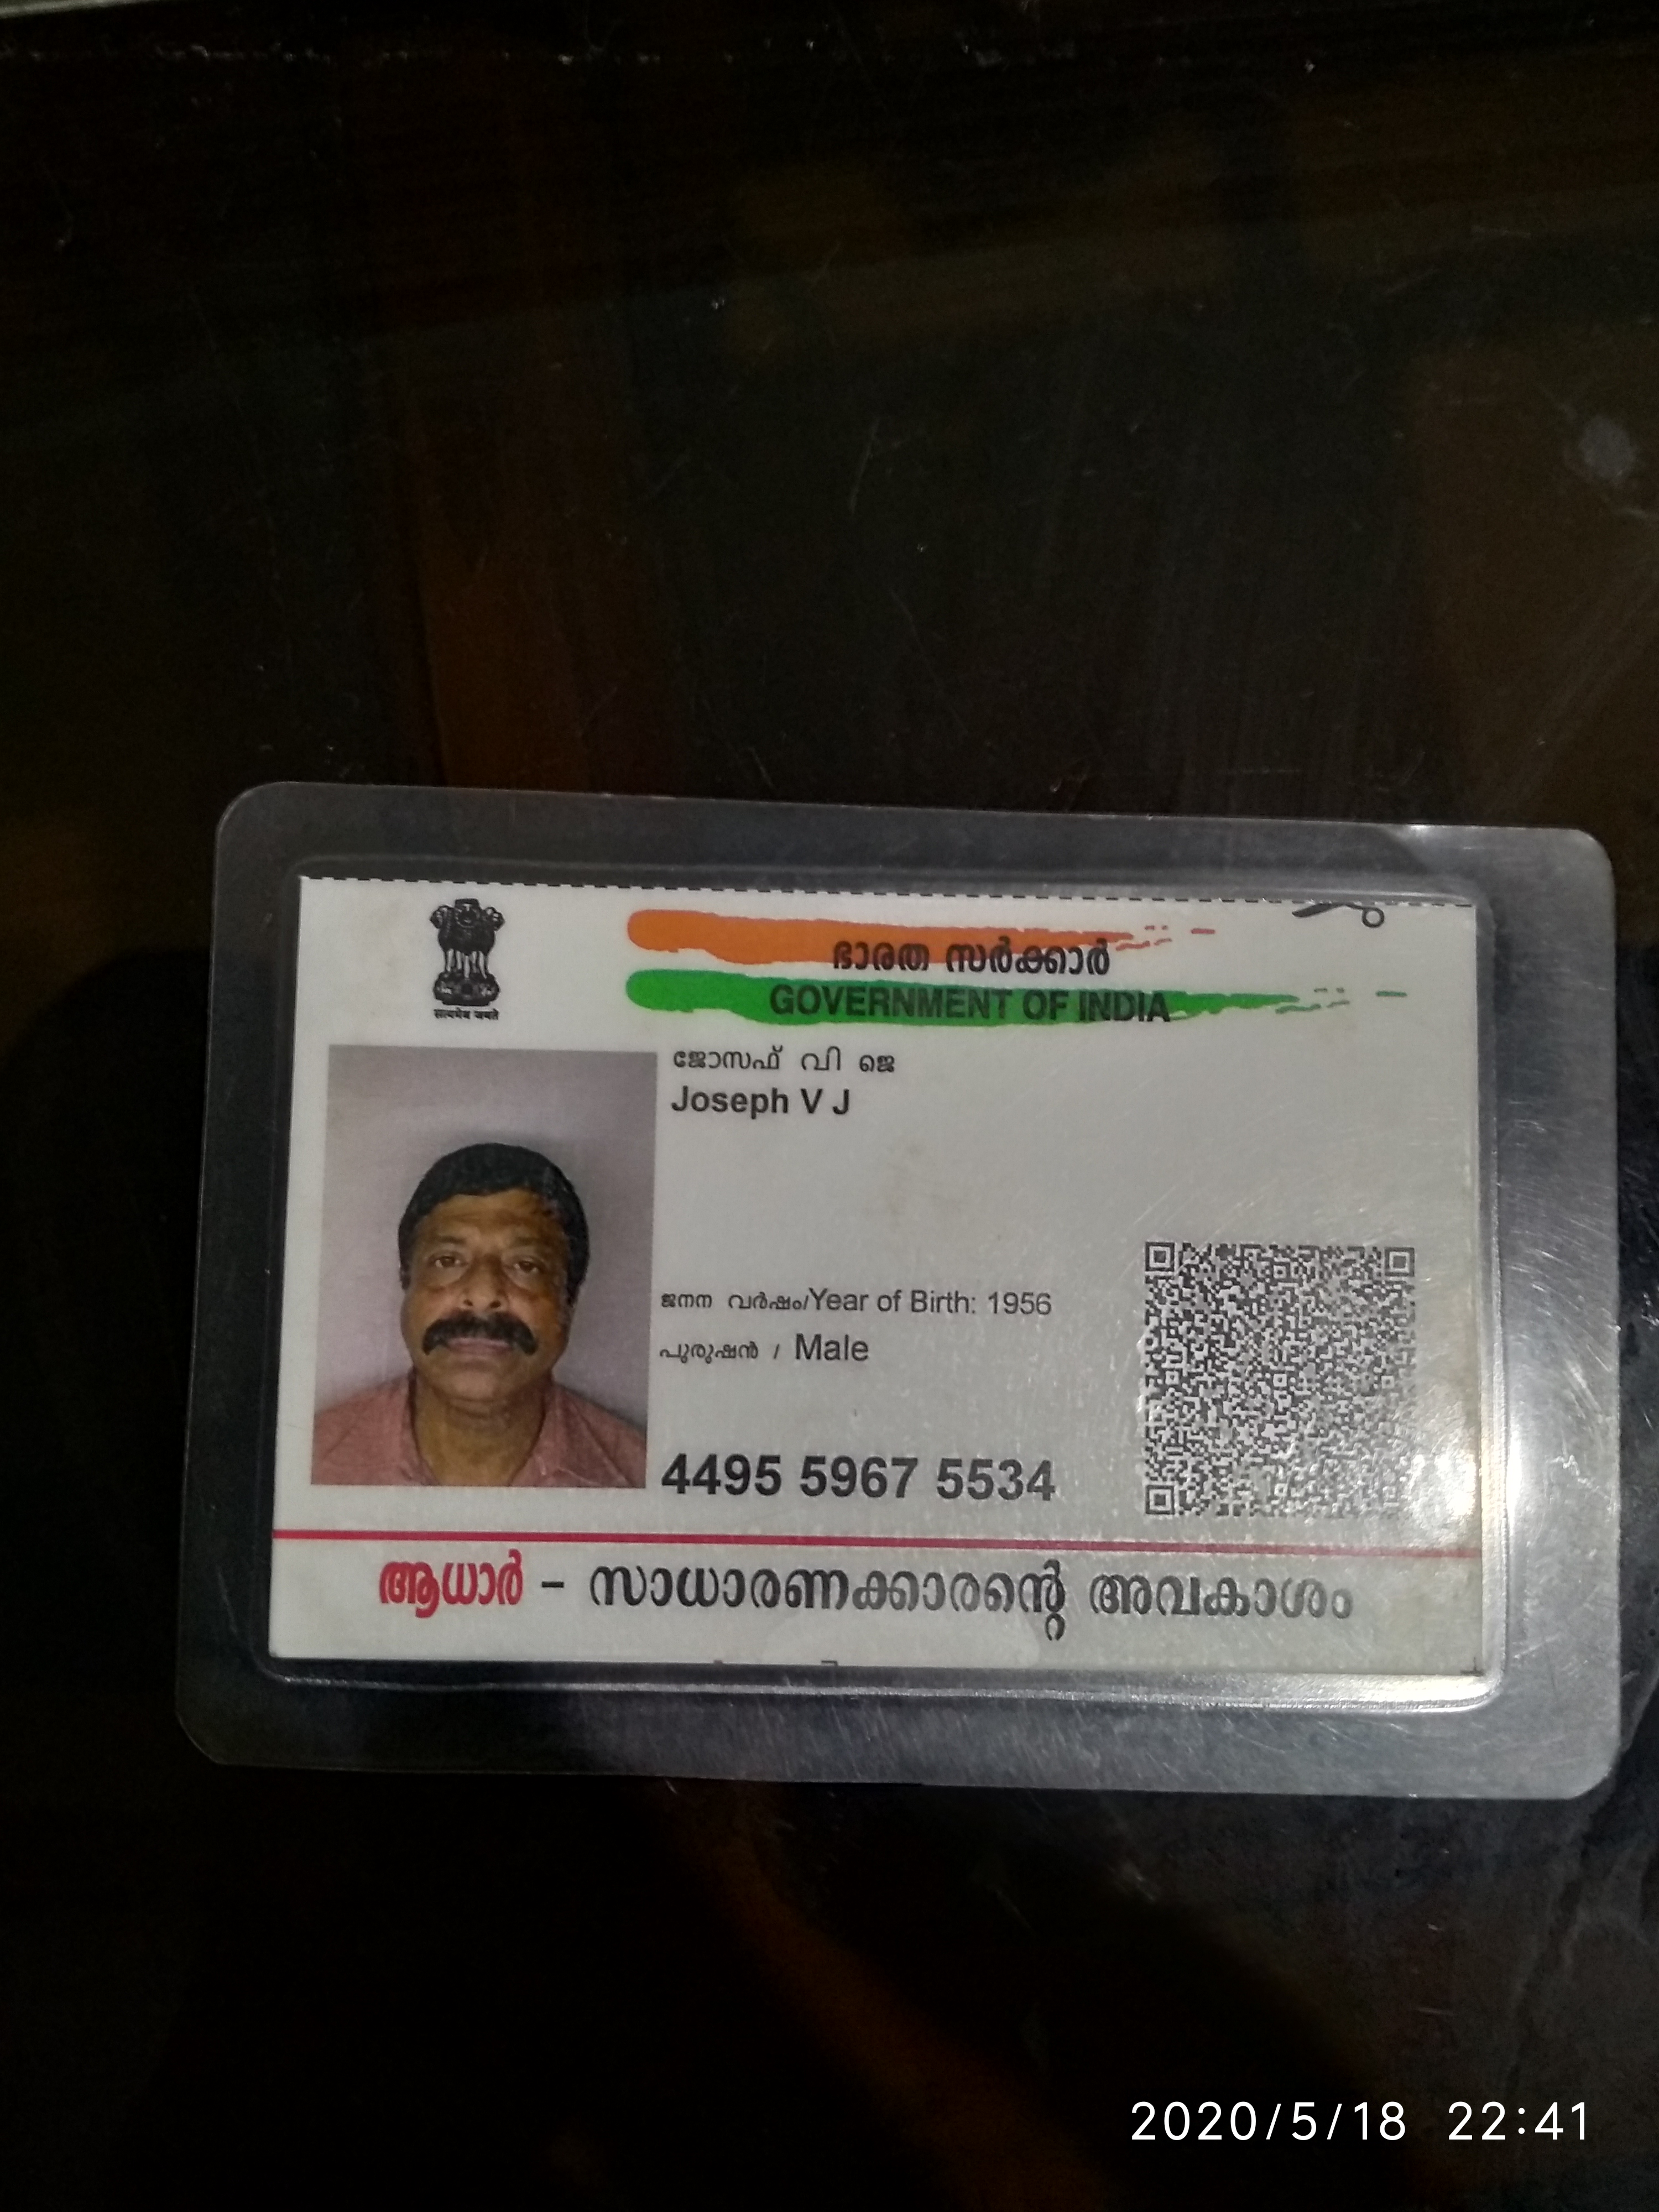 ഭാരത സർക്കാർ
GOVERNMENT OF INDIA
सत्यमेव जयते
ജോസഫ് വി ജെ
Joseph V J
ജനന വർഷം/Year of Birth: 1956
പുരുഷൻ / Male
4495 5967 5534
ആധാർ - സാധാരണക്കാരന്റെ അവകാശം
2020/5/18 22:41